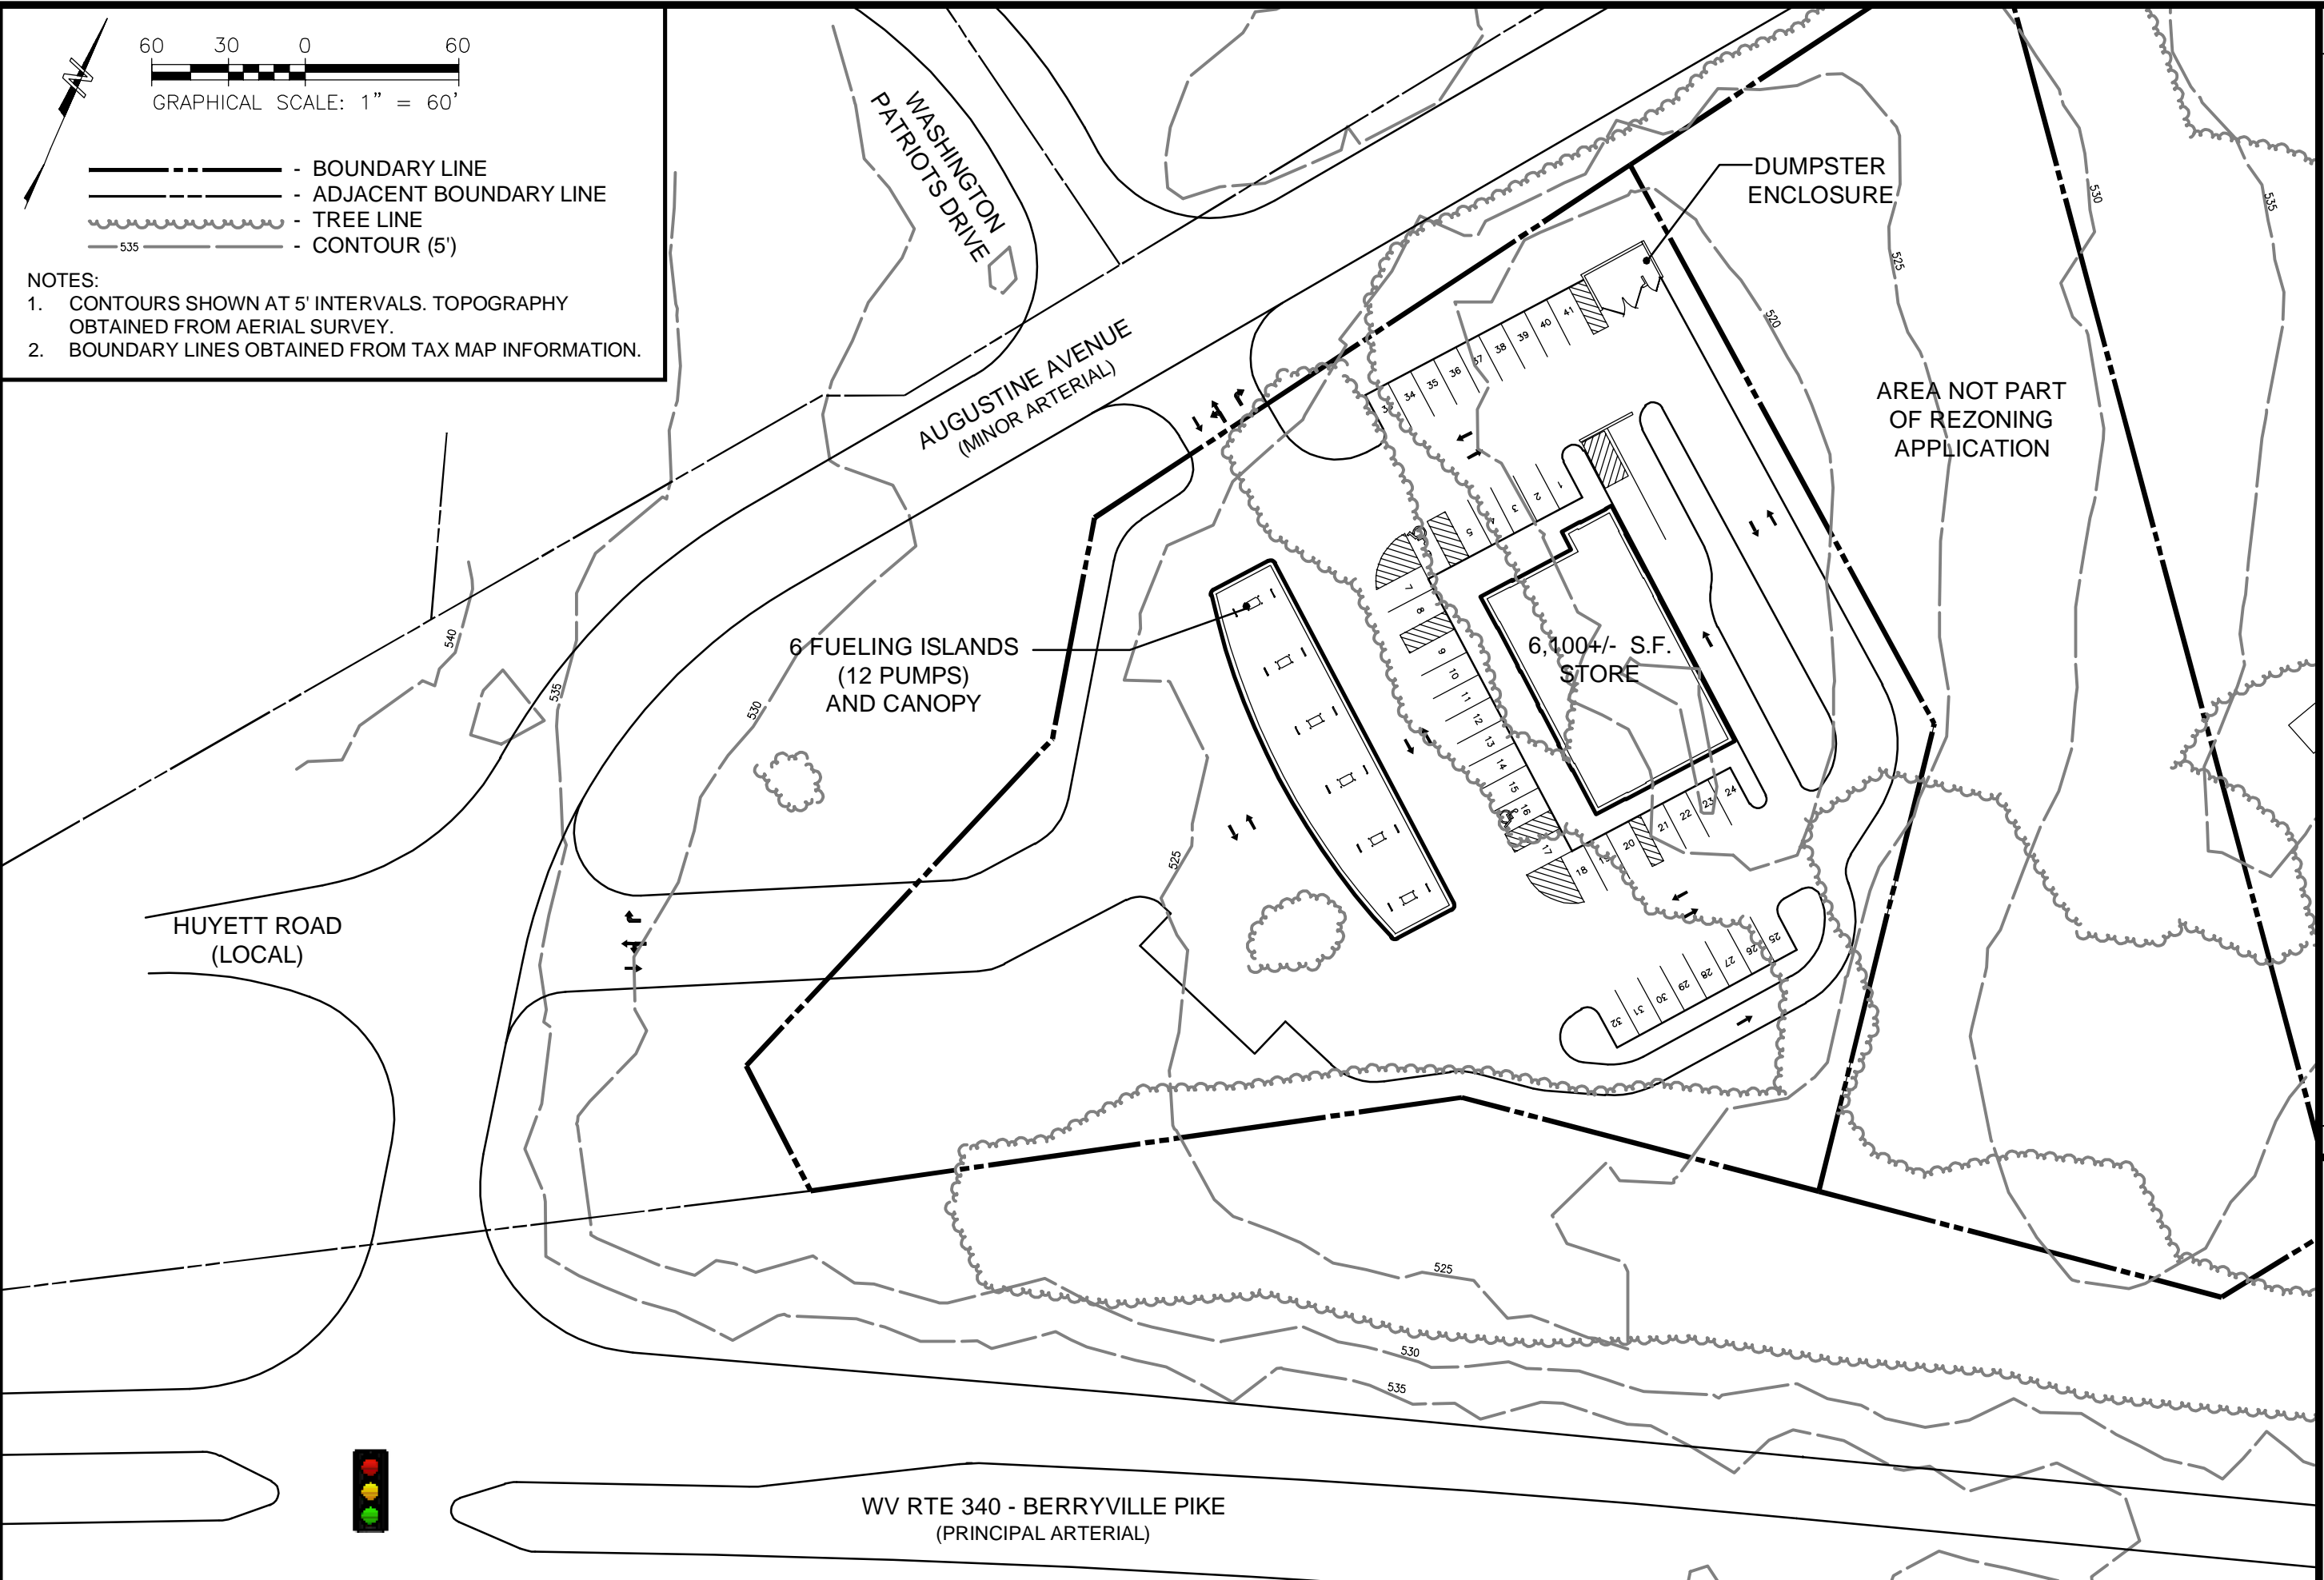 60 30 0 60
GRAPHICAL SCALE: 1" = 60'
N
- BOUNDARY LINE
- ADJACENT BOUNDARY LINE
- TREE LINE
535 - CONTOUR (5')
NOTES:
1. CONTOURS SHOWN AT 5' INTERVALS. TOPOGRAPHY
OBTAINED FROM AERIAL SURVEY.
2. BOUNDARY LINES OBTAINED FROM TAX MAP INFORMATION.
WASHINGTON
PATRIOTS DRIVE
AUGUSTINE AVENUE
(MINOR ARTERIAL)
DUMPSTER
ENCLOSURE
AREA NOT PART
OF REZONING
APPLICATION
530
535
525
520
34
35
36
37
38
39
40
41
1
2
3
5
7
8
9
10
11
12
13
14
15
16
17
18
20
21
22
23
24
25
26
27
28
29
30
31
32
6 FUELING ISLANDS
(12 PUMPS)
AND CANOPY
6,100+/- S.F.
STORE
540
535
530
525
HUYETT ROAD
(LOCAL)
525
530
535
WV RTE 340 - BERRYVILLE PIKE
(PRINCIPAL ARTERIAL)